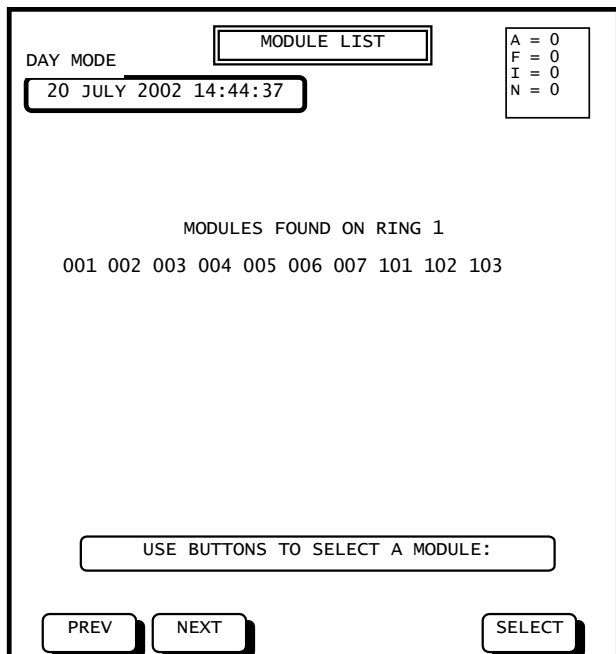 MODULE LIST
DAY MODE
20 JULY 2002 14:44:37
A = 0
F = 0
I = 0
N = 0
MODULES FOUND ON RING 1
001 002 003 004 005 006 007 101 102 103
USE BUTTONS TO SELECT A MODULE:
PREV NEXT SELECT